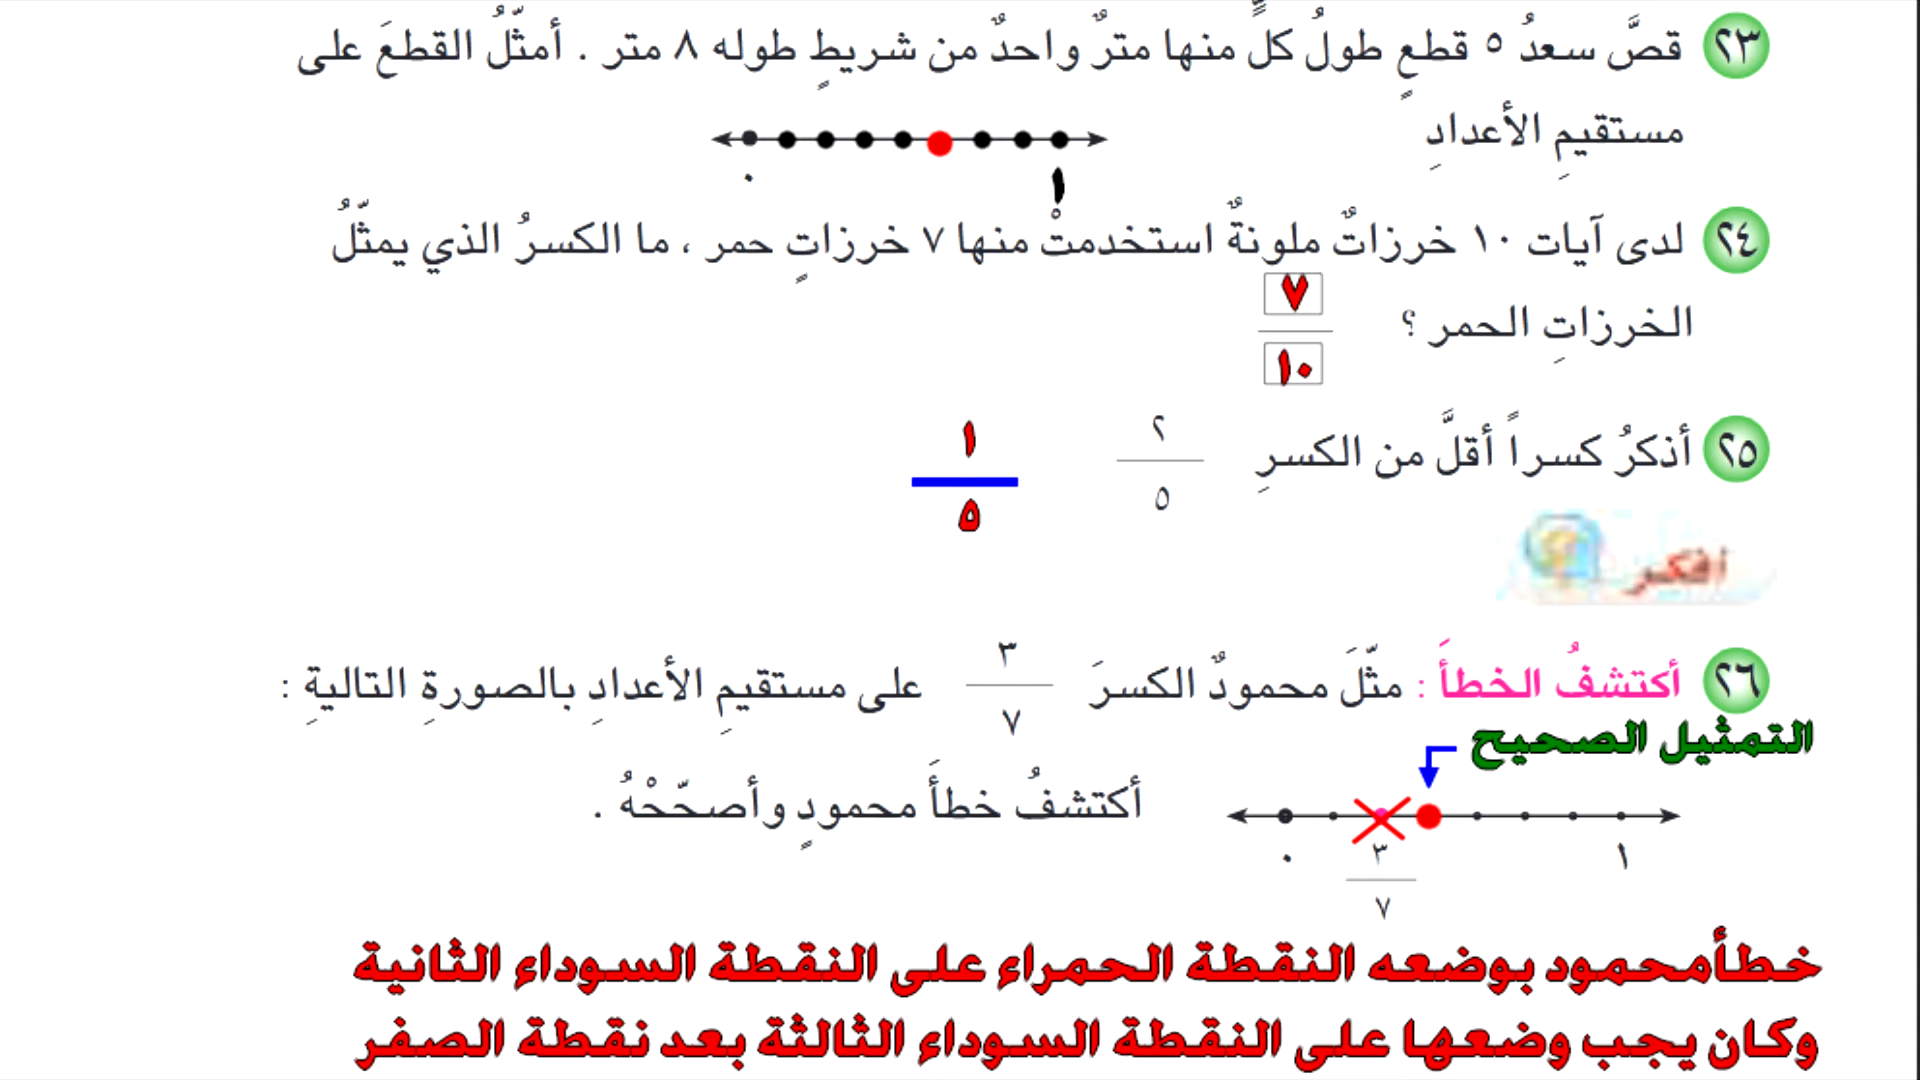 ٢٣ قصَّ سعدُ ٥ قطعٍ طولُ كلٍّ منها مترٌ واحدٌ من شريطٍ طوله ٨ متر . أمثّلُ القطعَ على
مستقيمِ الأعدادِ
٠ ١
٢٤ لدى آيات ١٠ خرزاتٌ ملونةٌ استخدمتْ منها ٧ خرزاتٍ حمر ، ما الكسرُ الذي يمثّلُ
الخرزاتِ الحمر ؟ ٧
١٠
٢٥ أذكرُ كسراً أقلَّ من الكسرِ ٢ ١
٥ ٥
افكر
٢٦ أكتشفُ الخطأَ : مثّلَ محمودٌ الكسرَ ٣ على مستقيمِ الأعدادِ بالصورةِ التاليةِ :
٧
التمثيل الصحيح
أكتشفُ خطأَ محمودٍ وأصحّحْهُ .
٠ ٣ ١
٧
خطأمحمود بوضعه النقطة الحمراء على النقطة السوداء الثانية
وكان يجب وضعها على النقطة السوداء الثالثة بعد نقطة الصفر